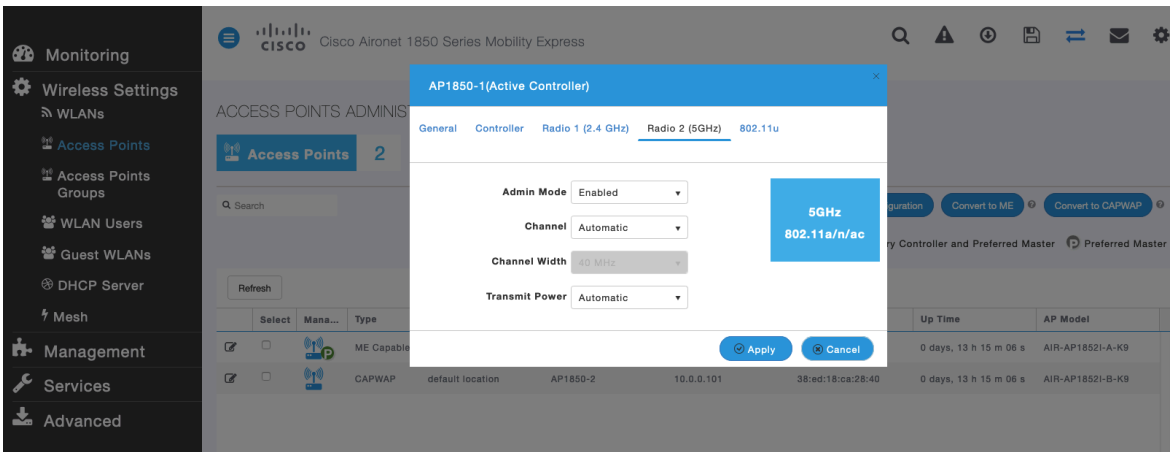 Monitoring
Wireless Settings
WLANs
Access Points
Access Points
Groups
WLAN Users
Guest WLANs
DHCP Server
Mesh
Management
Services
Advanced
CISCO Cisco Aironet 1850 Series Mobility Express
ACCESS POINTS ADMINIS
Access Points 2
Search
guration Convert to ME Convert to CAPWAP
ry Controller and Preferred Master P Preferred Master
Refresh
Select Mana... Type Up Time AP Model
P ME Capable 0 days, 13 h 15 m 06 s AIR-AP1852I-A-K9
CAPWAP default location AP1850-2 10.0.0.101 38:ed:18:ca:28:40 0 days, 13 h 15 m 06 s AIR-AP1852I-B-K9
AP1850-1(Active Controller)
General Controller Radio 1 (2.4 GHz) Radio 2 (5GHz) 802.11u
Admin Mode Enabled
Channel Automatic
Channel Width 40 MHz
Transmit Power Automatic
5GHz
802.11a/n/ac
Apply Cancel